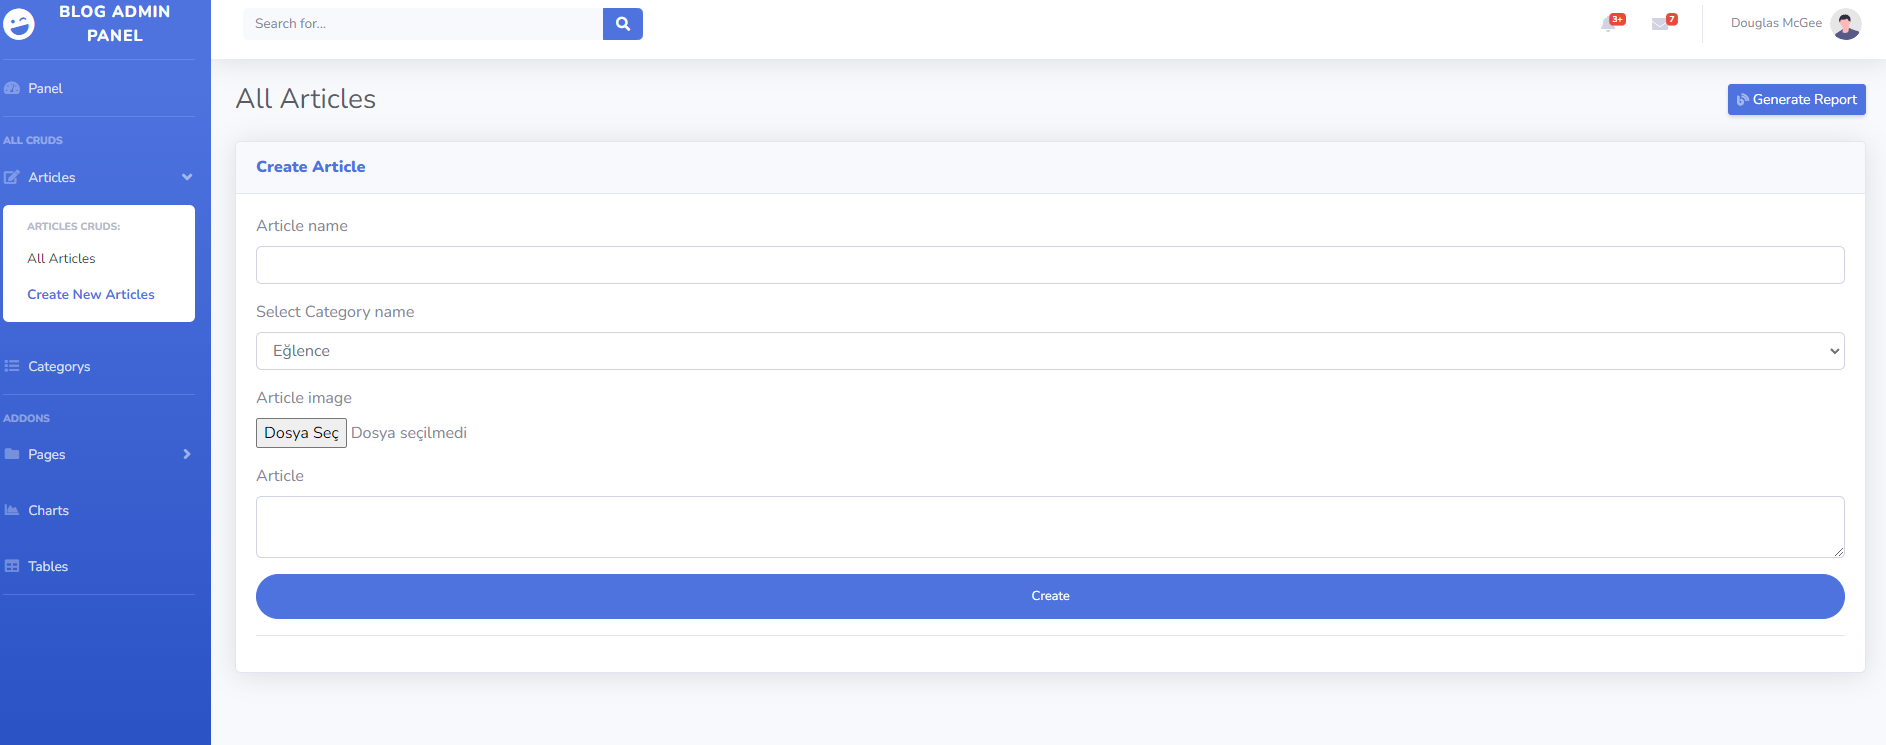 BLOG ADMIN
PANEL
Search for...
3+
7
Douglas McGee
Panel
ALL CRUDS
Articles
ARTICLES CRUDS:
All Articles
Create New Articles
Categorys
ADDONS
Pages
Charts
Tables
All Articles
Generate Report
Create Article
Article name
Select Category name
Eğlence
Article image
Dosya Seç Dosya seçilmedi
Article
Create